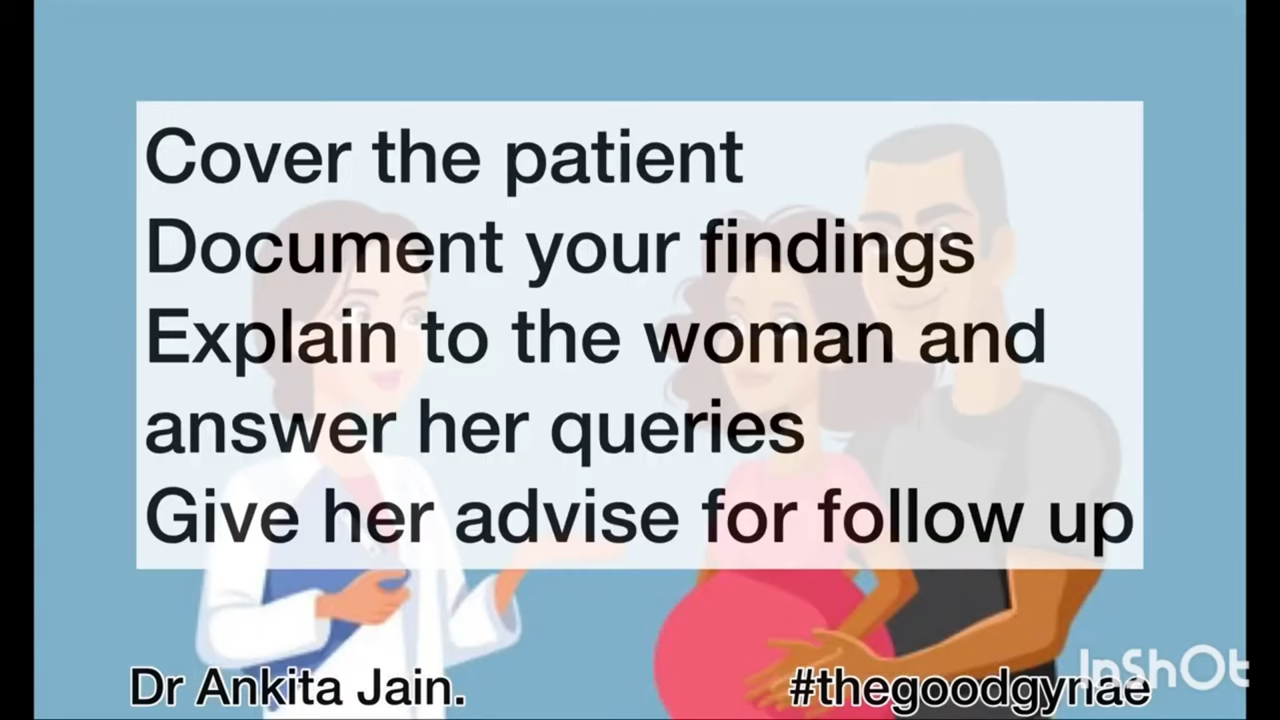 Cover the patient
Document your findings
Explain to the woman and
answer her queries
Give her advise for follow up
Dr Ankita Jain.
#thegoodgynae
InShOt